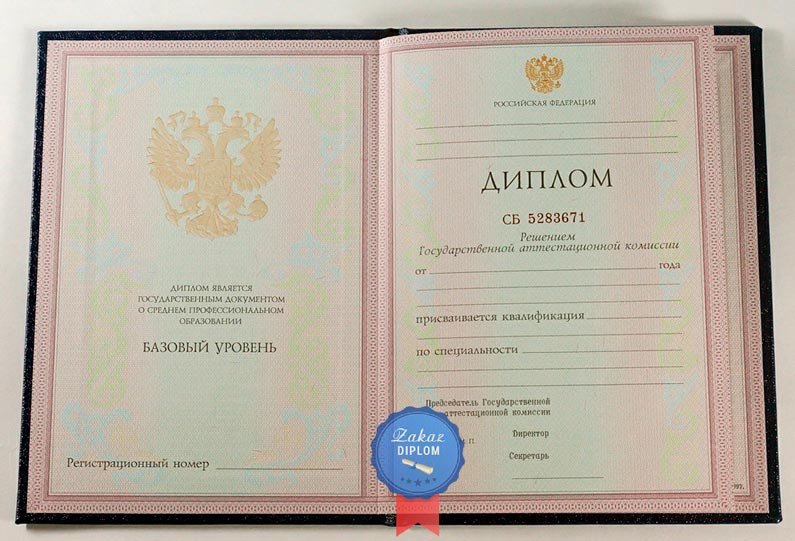 ДИПЛОМ ЯВЛЯЕТСЯ
ГОСУДАРСТВЕННЫМ ДОКУМЕНТОМ
О СРЕДНЕМ ПРОФЕССИОНАЛЬНОМ
ОБРАЗОВАНИИ
БАЗОВЫЙ УРОВЕНЬ
Регистрационный номер
РОССИЙСКАЯ ФЕДЕРАЦИЯ
ДИПЛОМ
СБ 5283671
Решением
Государственной аттестационной комиссии
от года
присваивается квалификация
по специальности
Председатель Государственной
аттестационной комиссии
п.
Директор
Секретарь
Zakaz
DIPLOM